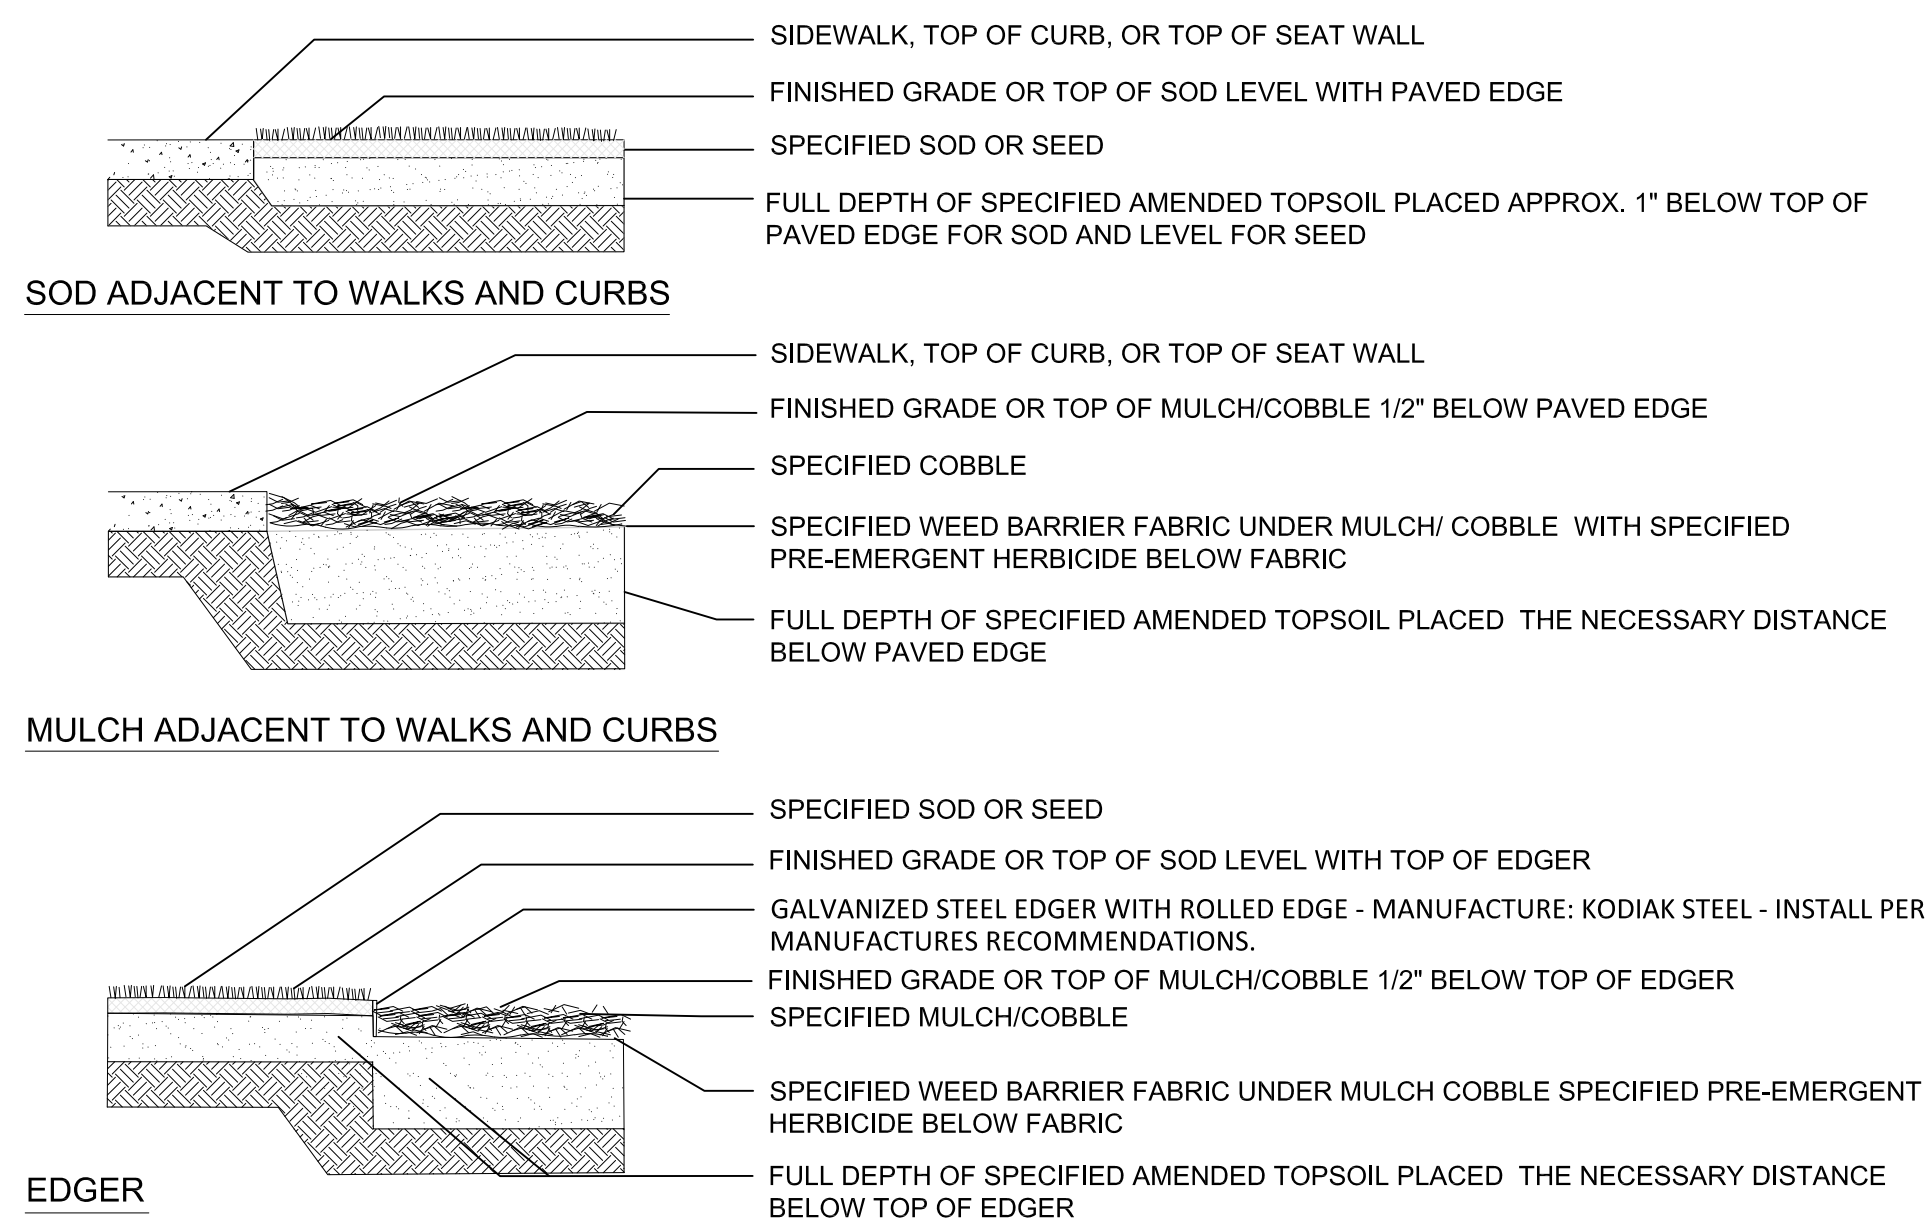 SIDEWALK, TOP OF CURB, OR TOP OF SEAT WALL
FINISHED GRADE OR TOP OF SOD LEVEL WITH PAVED EDGE
SPECIFIED SOD OR SEED
FULL DEPTH OF SPECIFIED AMENDED TOPSOIL PLACED APPROX. 1" BELOW TOP OF
PAVED EDGE FOR SOD AND LEVEL FOR SEED
SOD ADJACENT TO WALKS AND CURBS
SIDEWALK, TOP OF CURB, OR TOP OF SEAT WALL
FINISHED GRADE OR TOP OF MULCH/COBBLE 1/2" BELOW PAVED EDGE
SPECIFIED COBBLE
SPECIFIED WEED BARRIER FABRIC UNDER MULCH/ COBBLE WITH SPECIFIED
PRE-EMERGENT HERBICIDE BELOW FABRIC
FULL DEPTH OF SPECIFIED AMENDED TOPSOIL PLACED THE NECESSARY DISTANCE
BELOW PAVED EDGE
MULCH ADJACENT TO WALKS AND CURBS
SPECIFIED SOD OR SEED
FINISHED GRADE OR TOP OF SOD LEVEL WITH TOP OF EDGER
GALVANIZED STEEL EDGER WITH ROLLED EDGE - MANUFACTURE: KODIAK STEEL - INSTALL PER
MANUFACTURES RECOMMENDATIONS.
FINISHED GRADE OR TOP OF MULCH/COBBLE 1/2" BELOW TOP OF EDGER
SPECIFIED MULCH/COBBLE
SPECIFIED WEED BARRIER FABRIC UNDER MULCH COBBLE SPECIFIED PRE-EMERGENT
HERBICIDE BELOW FABRIC
FULL DEPTH OF SPECIFIED AMENDED TOPSOIL PLACED THE NECESSARY DISTANCE
BELOW TOP OF EDGER
EDGER